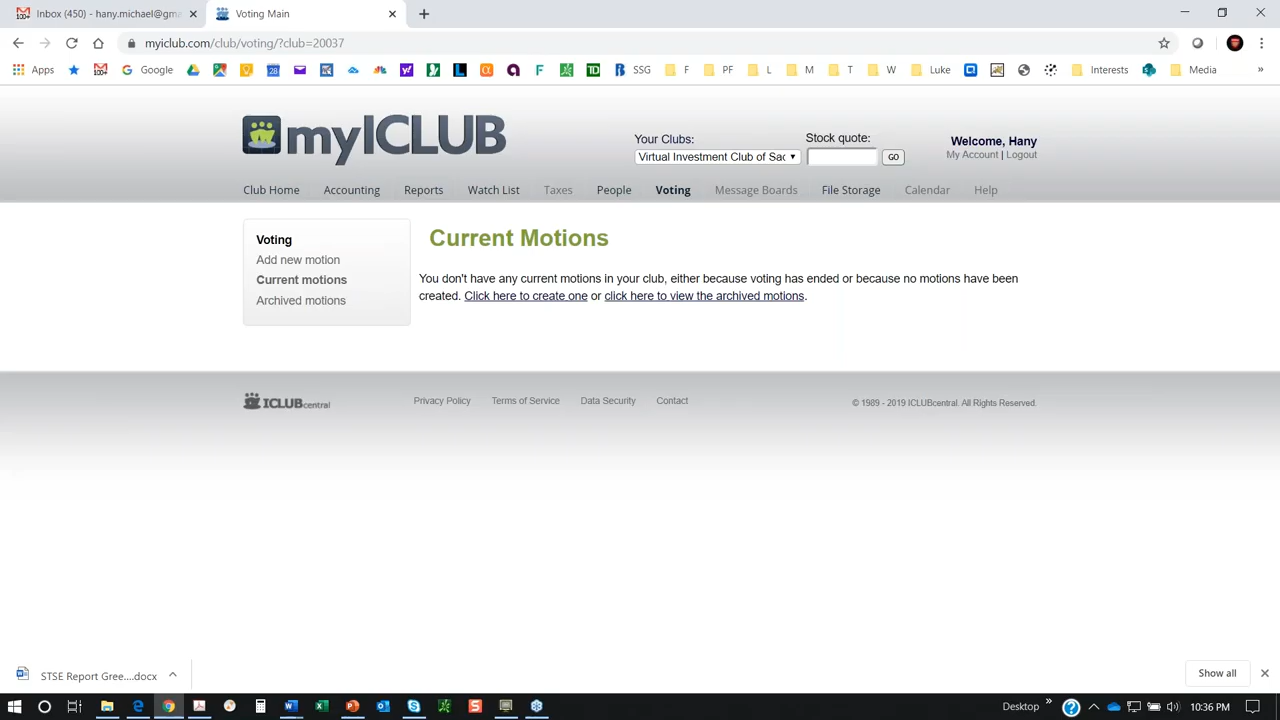 Inbox (450) - hany.michael@gma
Voting Main
myiclub.com/club/voting/?club=20037
Apps
Google
SSG
F
PF
L
M
T
W
Luke
Interests
Media
»
myICLUB
Your Clubs:
Virtual Investment Club of Sac
Stock quote:
GO
Welcome, Hany
My Account | Logout
Club Home
Accounting
Reports
Watch List
Taxes
People
Voting
Message Boards
File Storage
Calendar
Help
Voting
Add new motion
Current motions
Archived motions
Current Motions
You don't have any current motions in your club, either because voting has ended or because no motions have been
created. Click here to create one or click here to view the archived motions.
ICLUBcentral
Privacy Policy
Terms of Service
Data Security
Contact
© 1989 - 2019 ICLUBcentral. All Rights Reserved.
STSE Report Gree....docx
Show all
Desktop
»
10:36 PM